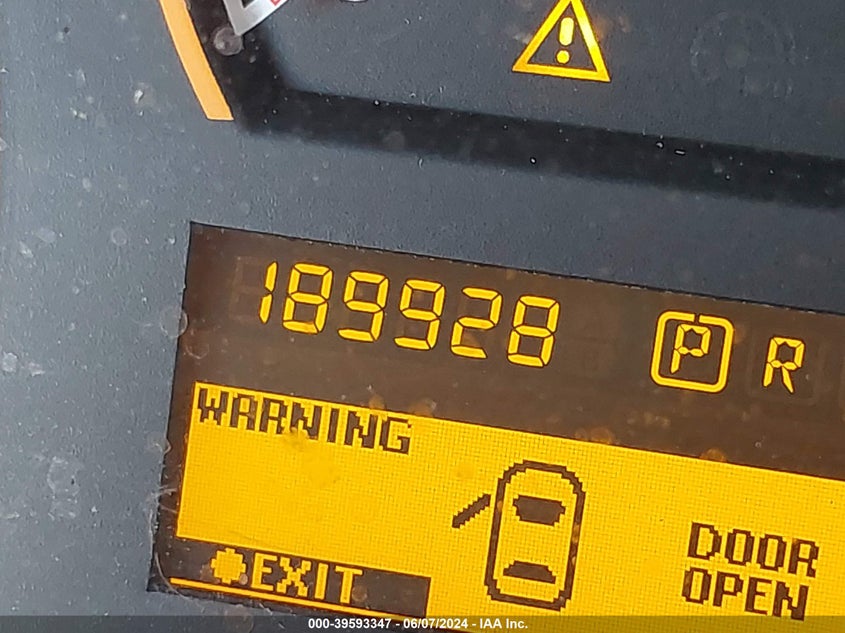 189928 P R
WARNING
DOOR
OPEN
EXIT
000-39593347 - 06/07/2024 - IAA Inc.